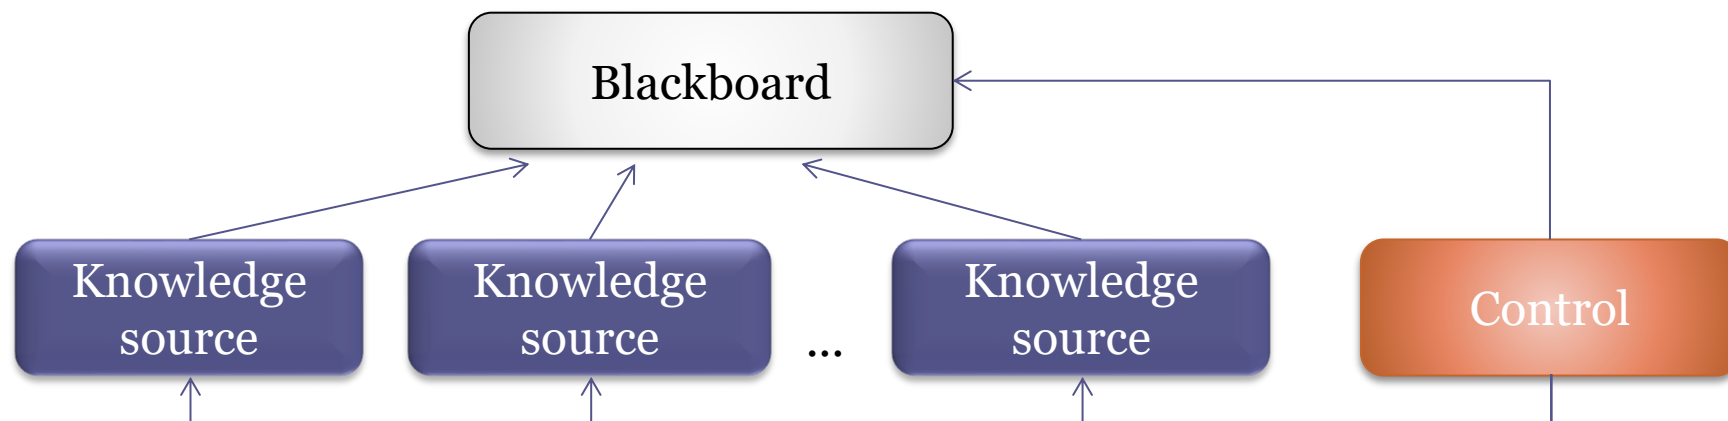 Blackboard
Knowledge
source
Knowledge
source
...
Knowledge
source
Control